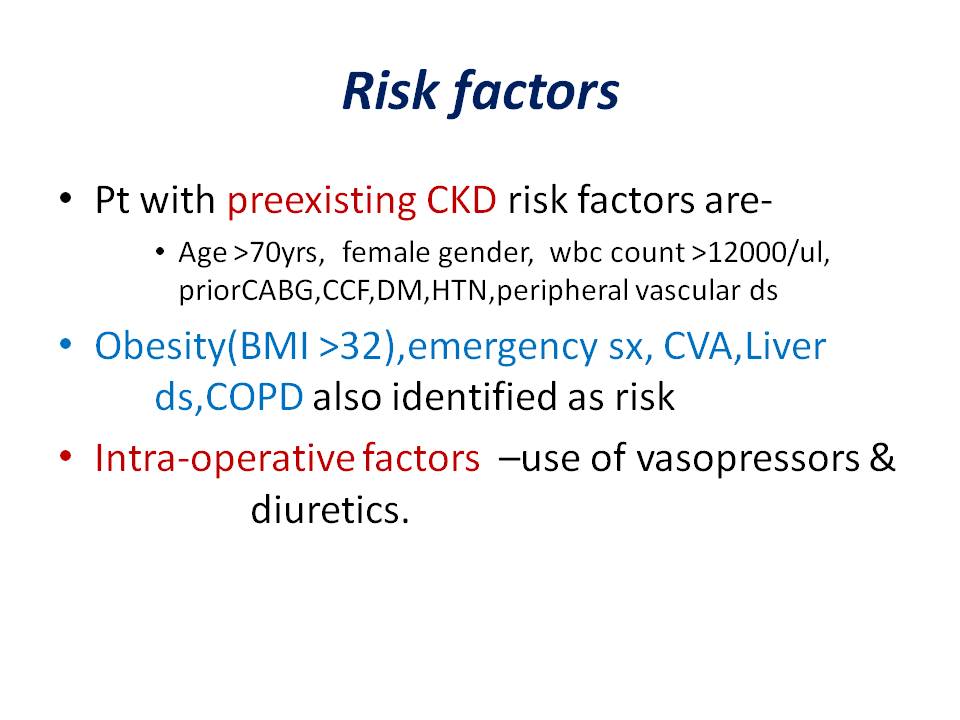 Risk factors
• Pt with preexisting CKD risk factors are-
• Age >70yrs, female gender, wbc count >12000/ul,
priorCABG,CCF,DM,HTN,peripheral vascular ds
• Obesity(BMI >32),emergency sx, CVA,Liver
ds,COPD also identified as risk
• Intra-operative factors –use of vasopressors &
diuretics.